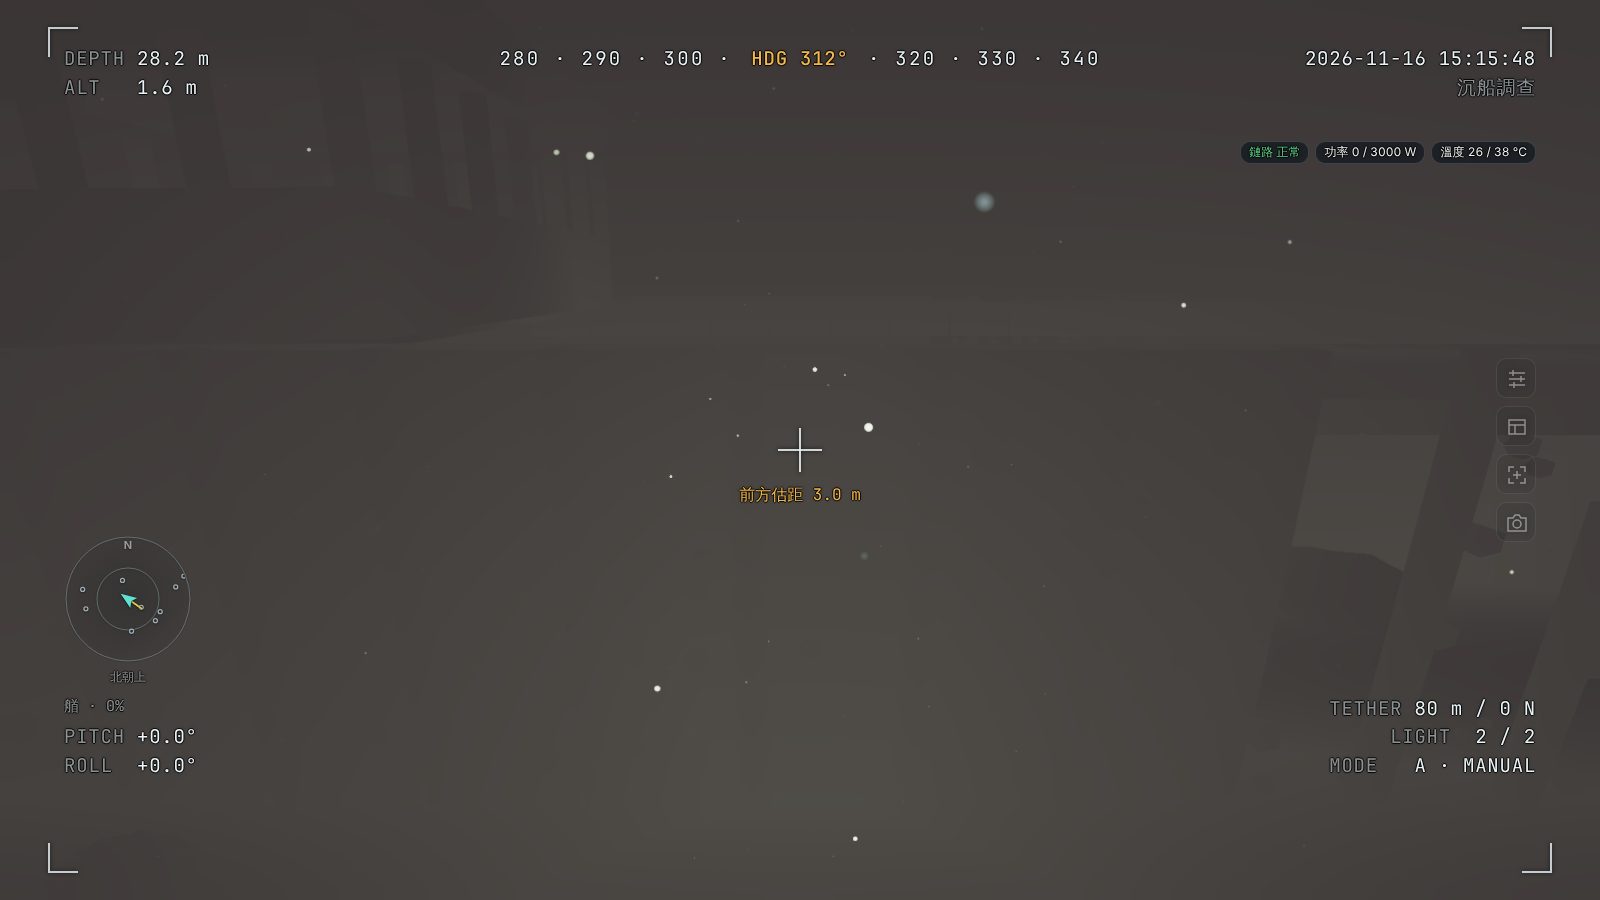 DEPTH 28.2 m
ALT 1.6 m
280 · 290 · 300 · HDG 312° · 320 · 330 · 340
2026-11-16 15:15:48
沉船調查
鏈路 正常
功率 0 / 3000 W
溫度 26 / 38 °C
前方估距 3.0 m
N
北朝上
艏 · 0%
PITCH +0.0°
ROLL +0.0°
TETHER 80 m / 0 N
LIGHT 2 / 2
MODE A · MANUAL